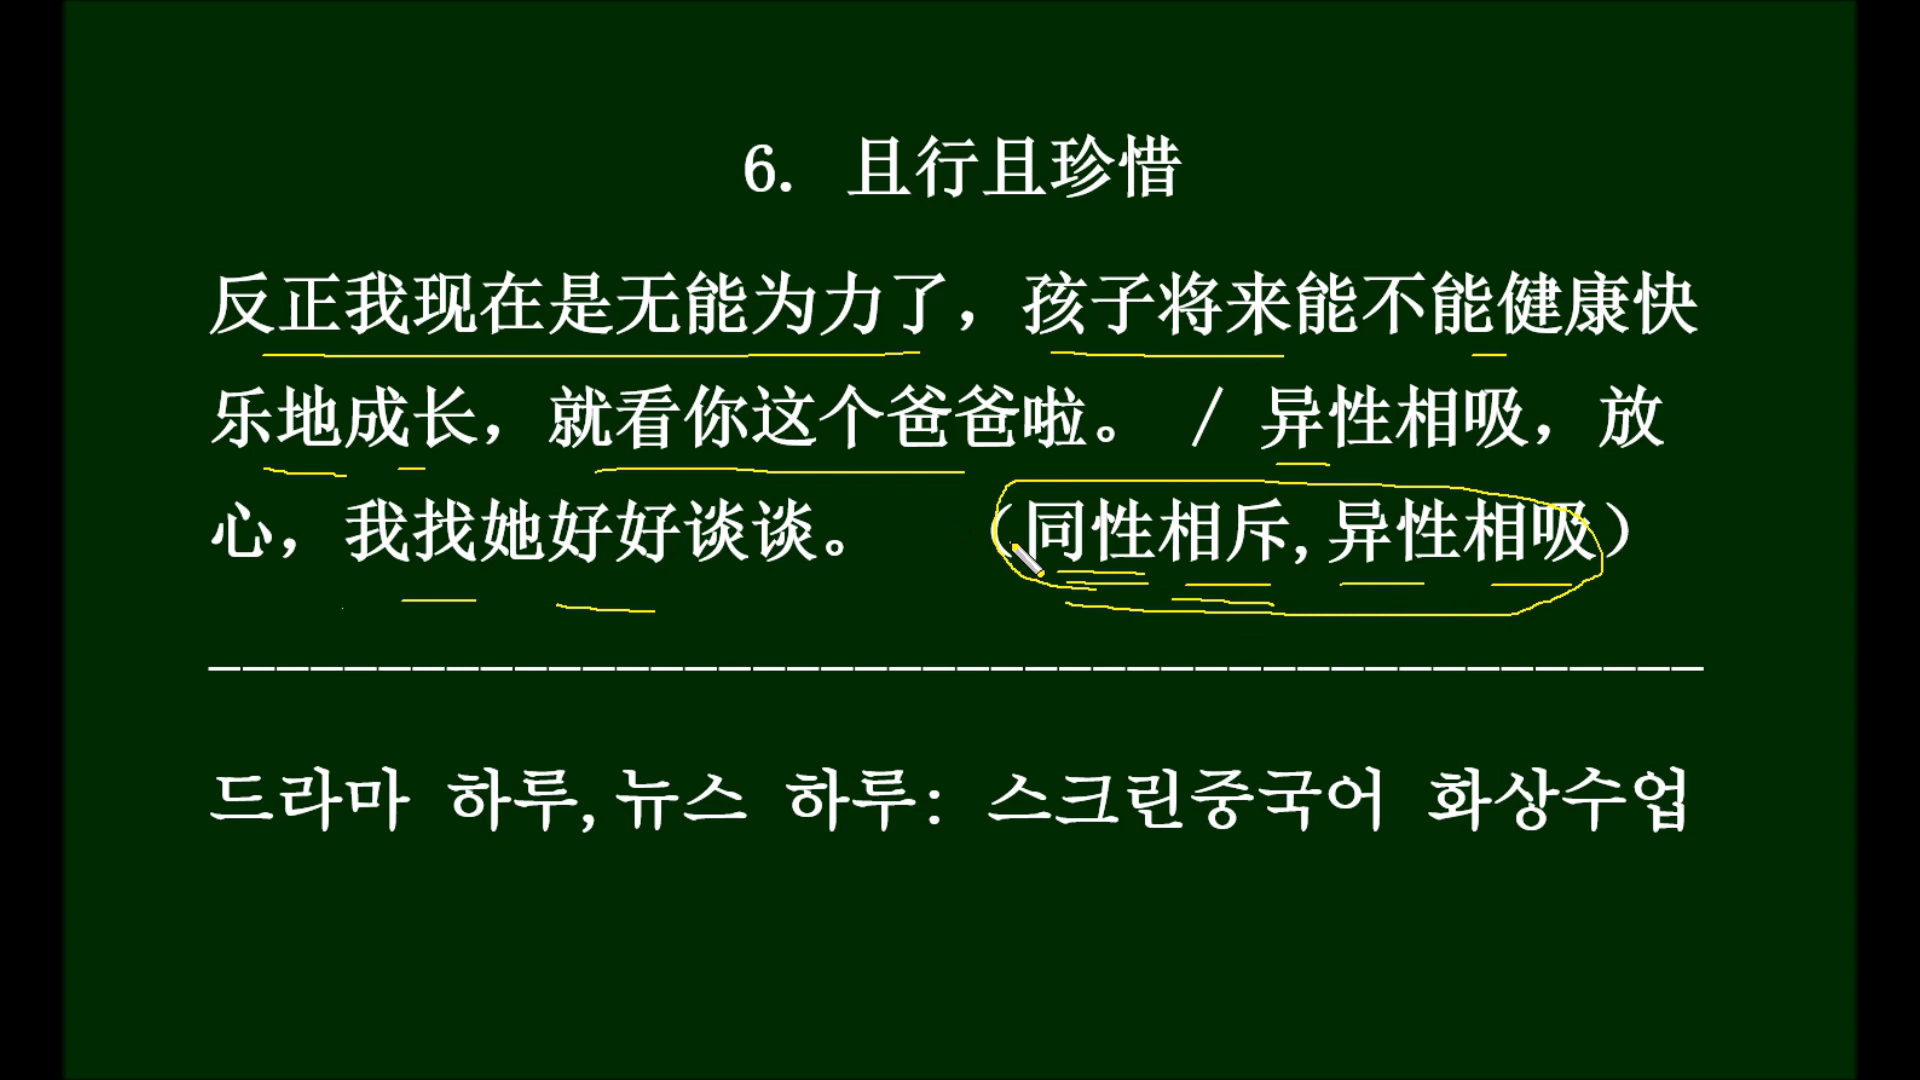 6. 且行且珍惜
反正我现在是无能为力了，孩子将来能不能健康快
乐地成长，就看你这个爸爸啦。 / 异性相吸，放
心，我找她好好谈谈。 （同性相斥,异性相吸）
드라마 하루,뉴스 하루: 스크린중국어 화상수업